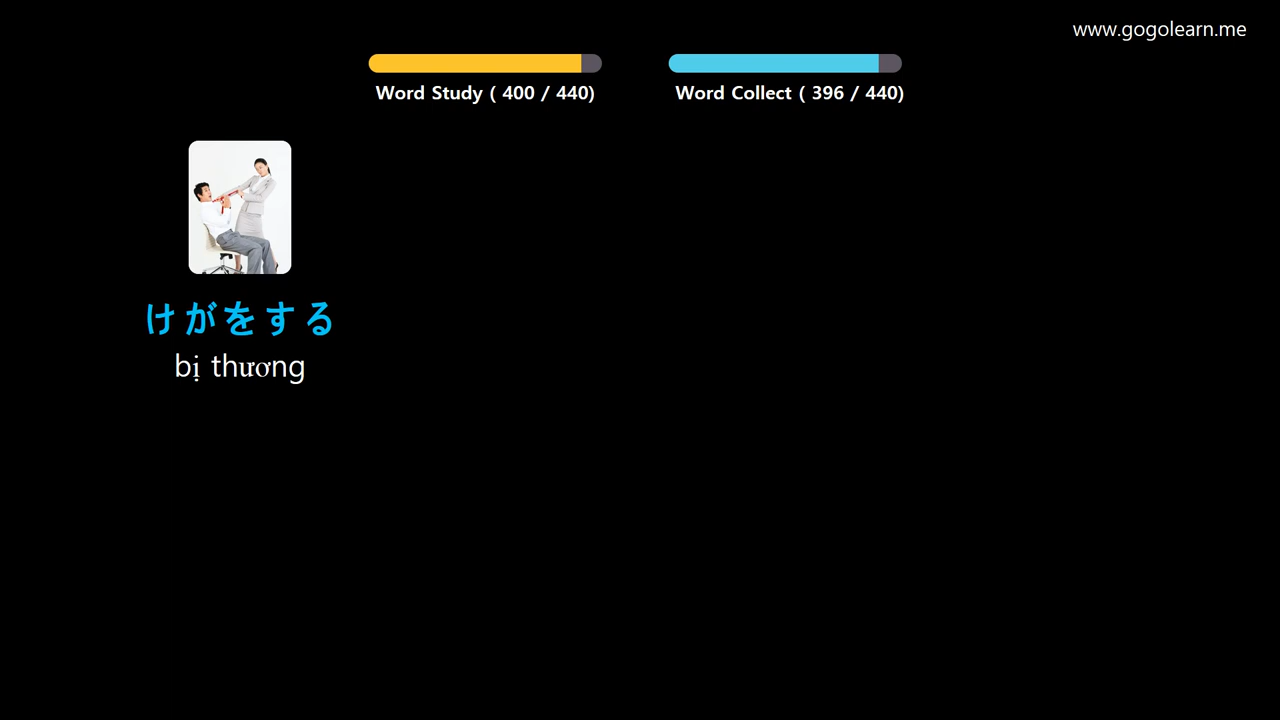 www.gogolearn.me
Word Study ( 400 / 440)
Word Collect ( 396 / 440)
けがをする
bị thương